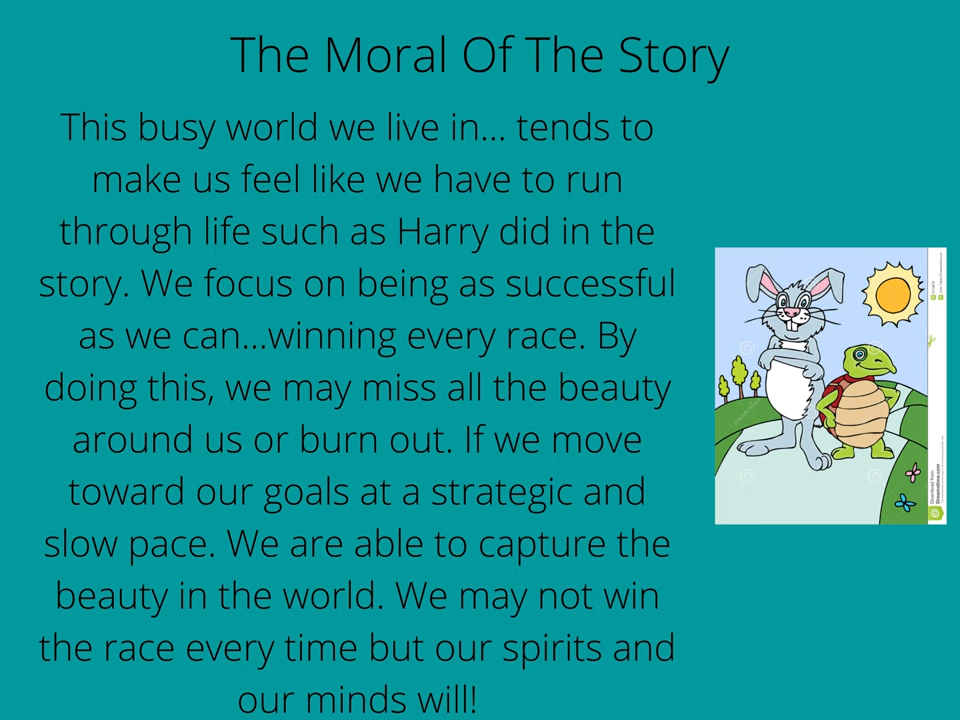 The Moral Of The Story
This busy world we live in... tends to
make us feel like we have to run
through life such as Harry did in the
story. We focus on being as successful
as we can...winning every race. By
doing this, we may miss all the beauty
around us or burn out. If we move
toward our goals at a strategic and
slow pace. We are able to capture the
beauty in the world. We may not win
the race every time but our spirits and
our minds will!
Download from
Dreamstime.com